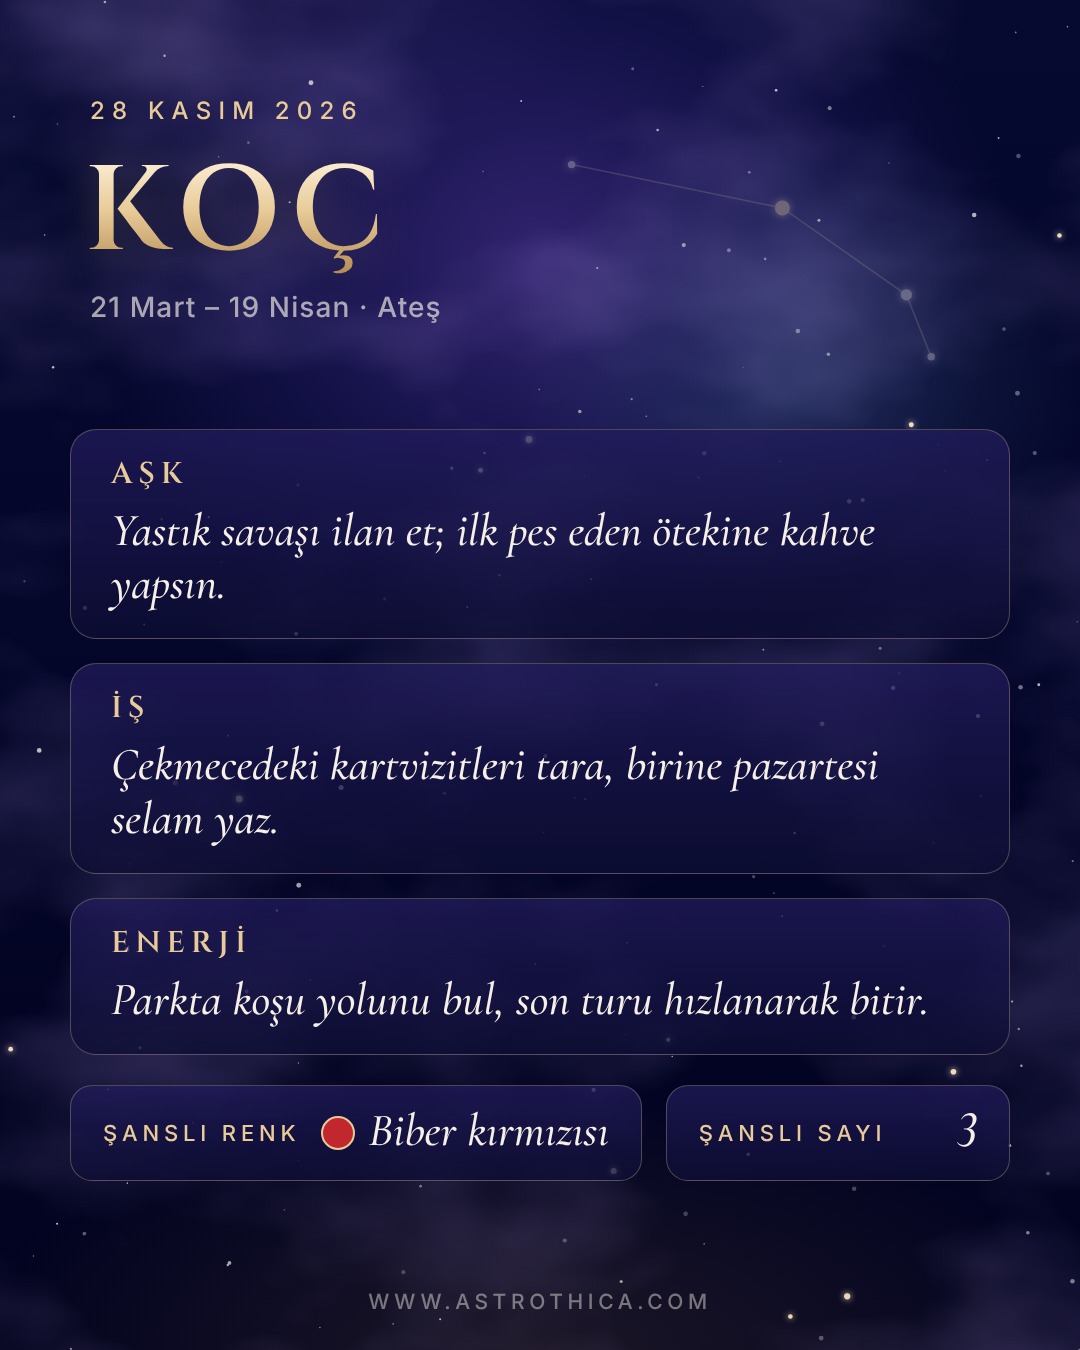 28 KASIM 2026
KOÇ
21 Mart – 19 Nisan · Ateş
AŞK
Yastık savaşı ilan et; ilk pes eden ötekine kahve
yapsın.
İŞ
Çekmecedeki kartvizitleri tara, birine pazartesi
selam yaz.
ENERJİ
Parkta koşu yolunu bul, son turu hızlanarak bitir.
ŞANSLI RENK Biber kırmızısı
ŞANSLI SAYI 3
WWW.ASTROTHICA.COM